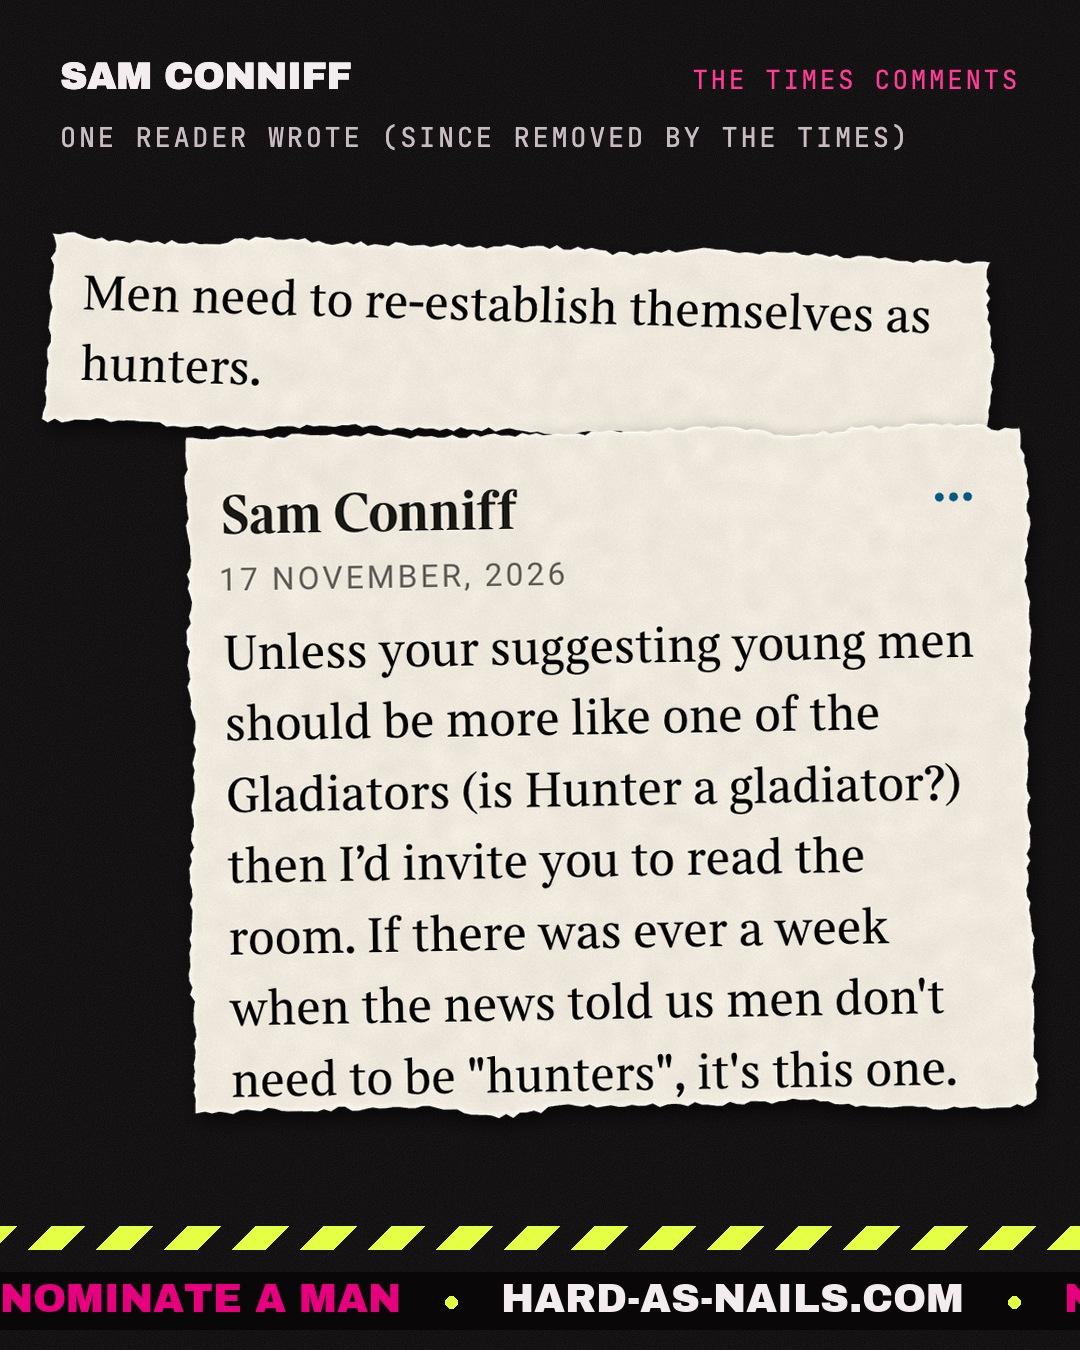 SAM CONNIFF
THE TIMES COMMENTS
ONE READER WROTE (SINCE REMOVED BY THE TIMES)
Men need to re-establish themselves as
hunters.
Sam Conniff
17 NOVEMBER, 2026
Unless your suggesting young men
should be more like one of the
Gladiators (is Hunter a gladiator?)
then I’d invite you to read the
room. If there was ever a week
when the news told us men don't
need to be "hunters", it's this one.
NOMINATE A MAN • HARD-AS-NAILS.COM •